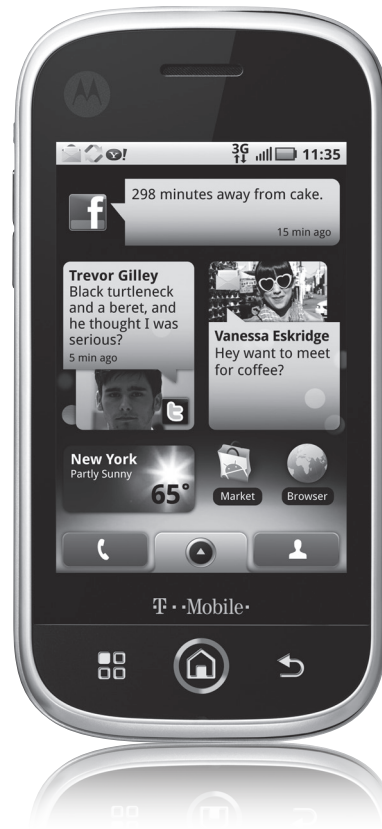 3G 11:35
298 minutes away from cake.
15 min ago
Trevor Gilley
Black turtleneck
and a beret, and
he thought I was
serious?
5 min ago
Vanessa Eskridge
Hey want to meet
for coffee?
New York
Partly Sunny
65°
Market
Browser
T··Mobile·